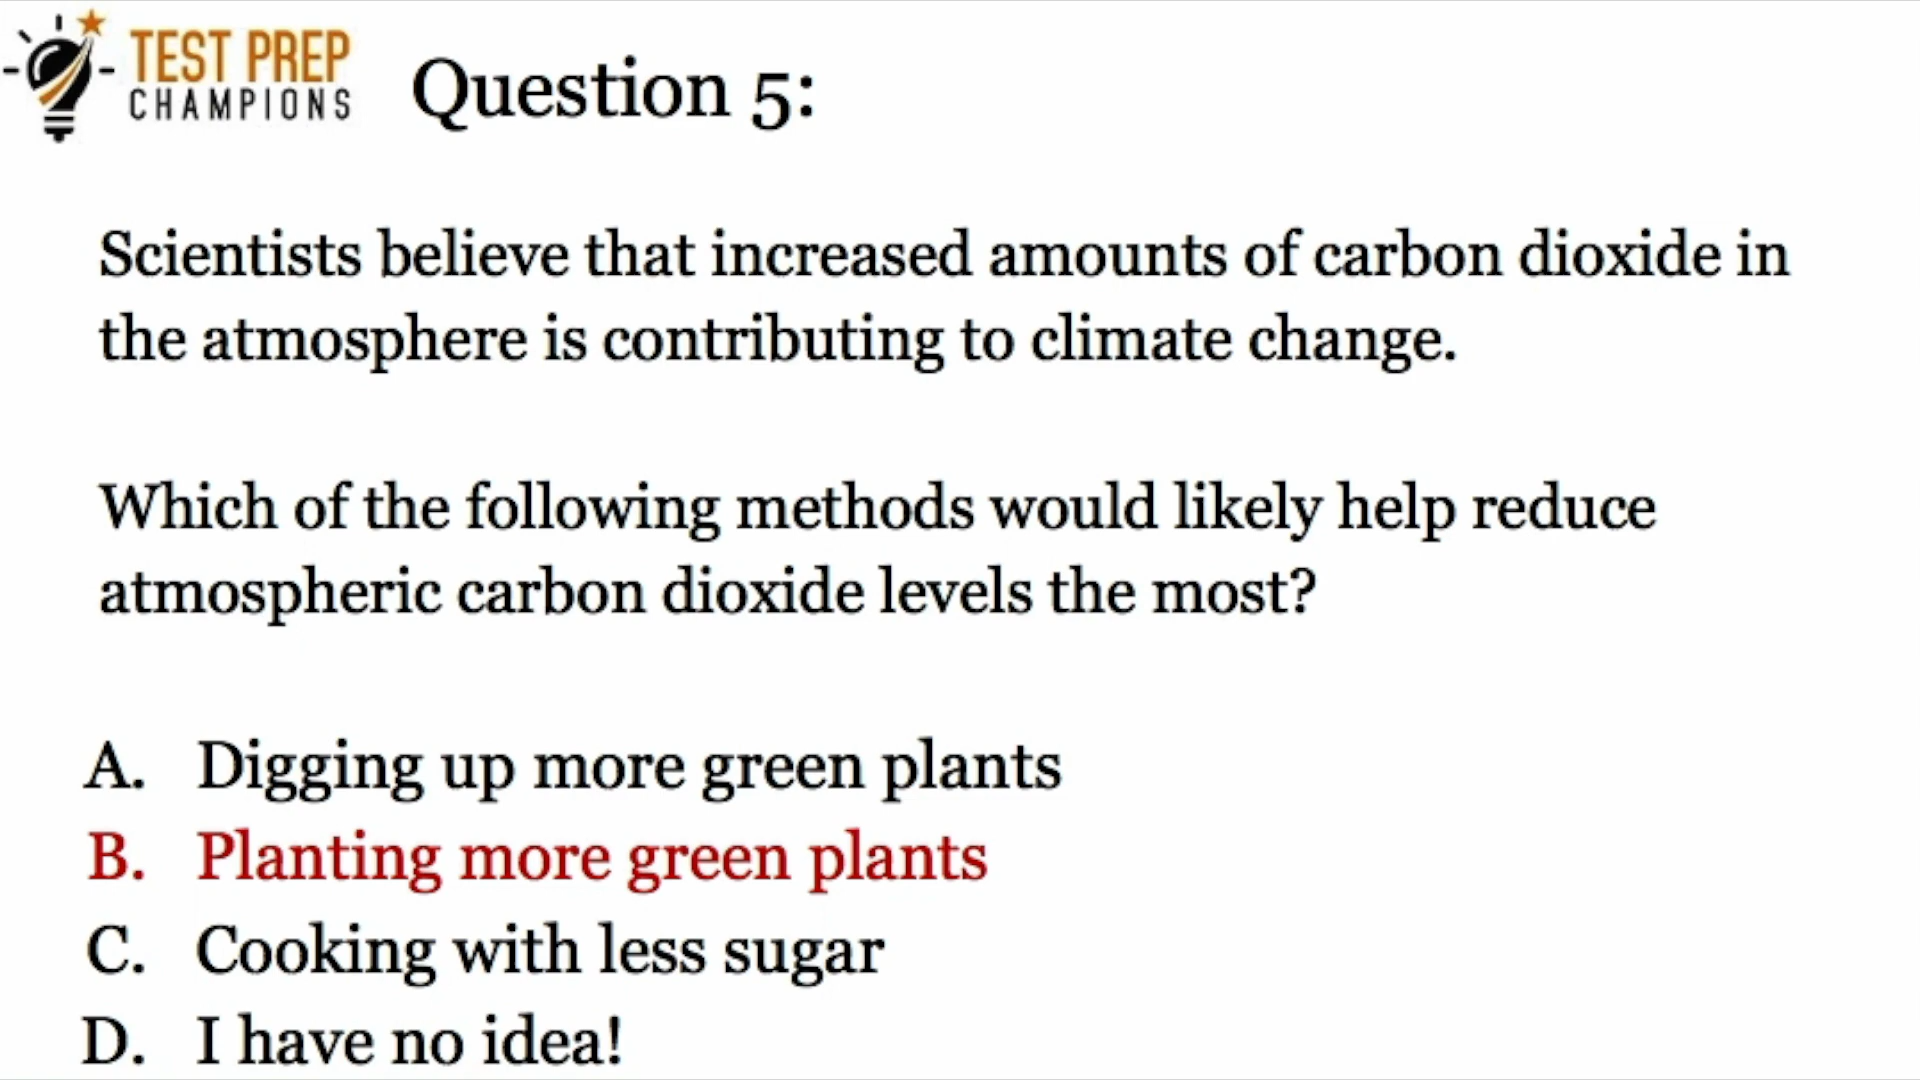 TEST PREP
CHAMPIONS
Question 5:
Scientists believe that increased amounts of carbon dioxide in
the atmosphere is contributing to climate change.
Which of the following methods would likely help reduce
atmospheric carbon dioxide levels the most?
A. Digging up more green plants
B. Planting more green plants
C. Cooking with less sugar
D. I have no idea!